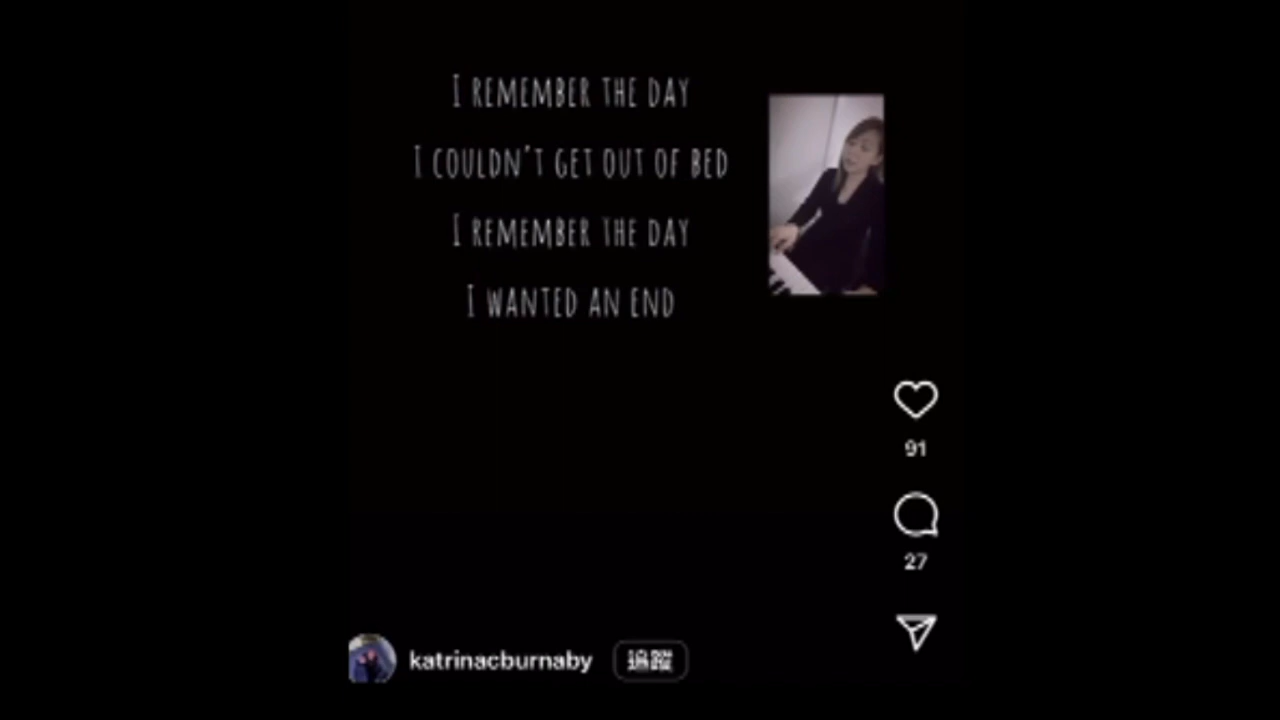 I REMEMBER THE DAY
I COULDN'T GET OUT OF BED
I REMEMBER THE DAY
I WANTED AN END
91
27
katrinacburnaby 追蹤